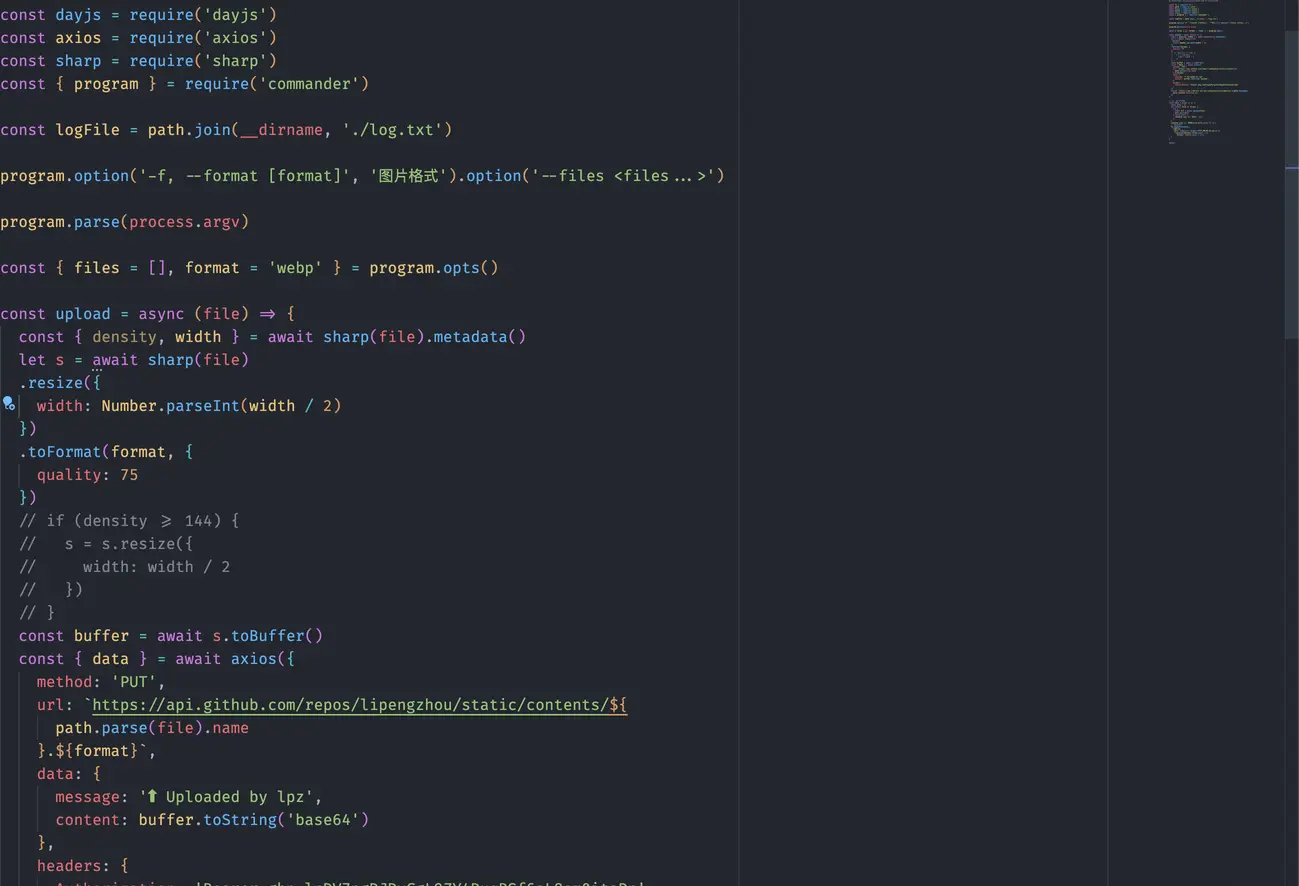 const dayjs = require('dayjs')
const axios = require('axios')
const sharp = require('sharp')
const { program } = require('commander')
const logFile = path.join(__dirname, './log.txt')
program.option('-f, --format [format]', '图片格式').option('--files <files...>')
program.parse(process.argv)
const { files = [], format = 'webp' } = program.opts()
const upload = async (file) => {
const { density, width } = await sharp(file).metadata()
let s = await sharp(file)
.resize({
width: Number.parseInt(width / 2)
})
.toFormat(format, {
quality: 75
})
// if (density >= 144) {
//   s = s.resize({
//     width: width / 2
//   })
// }
const buffer = await s.toBuffer()
const { data } = await axios({
method: 'PUT',
url: `https://api.github.com/repos/lipengzhou/static/contents/${
path.parse(file).name
}.${format}`,
data: {
message: '⬆ Uploaded by lpz',
content: buffer.toString('base64')
},
headers: {